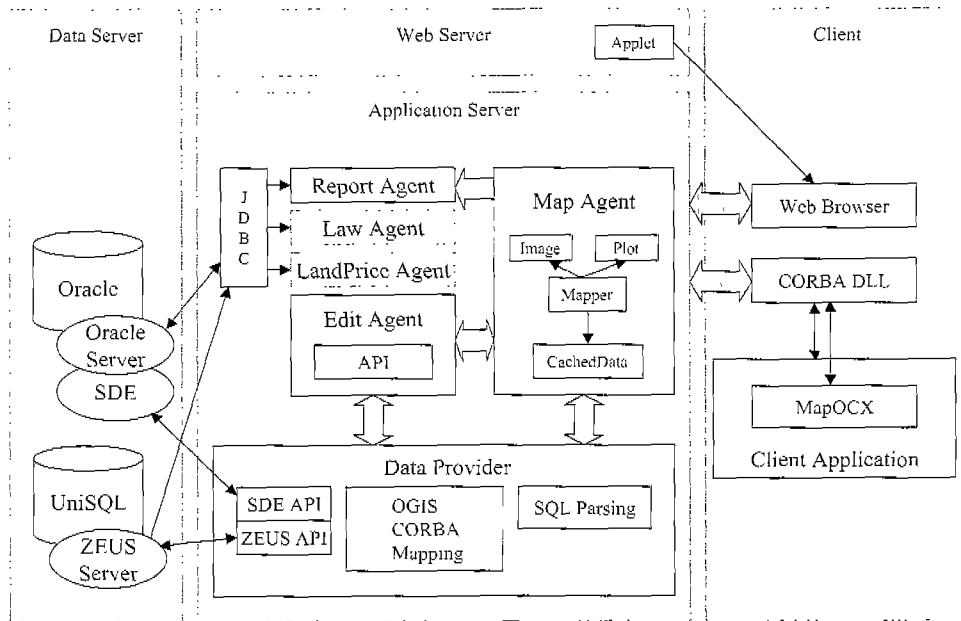 Data Server
Web Server
Client
Applet
Application Server
J
D
B
C
Report Agent
Law Agent
LandPrice Agent
Edit Agent
API
Map Agent
Image
Plot
Mapper
CachedData
Web Browser
CORBA DLL
MapOCX
Client Application
Oracle
Oracle
Server
SDE
UniSQL
ZEUS
Server
Data Provider
SDE API
ZEUS API
OGIS
CORBA
Mapping
SQL Parsing